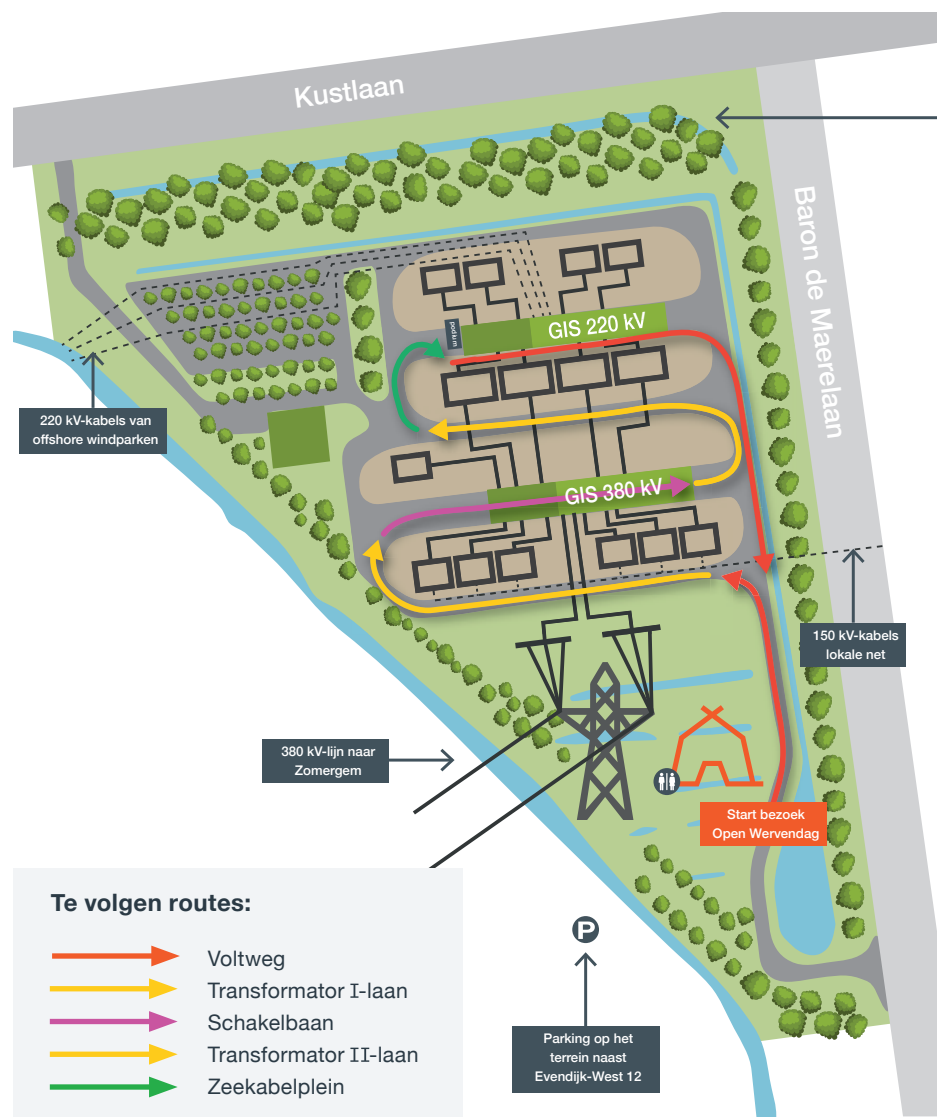 Kustlaan
Baron de Maerelaan
podium
GIS 220 kV
220 kV-kabels van
offshore windparken
GIS 380 kV
150 kV-kabels
lokale net
380 kV-lijn naar
Zomergem
Start bezoek
Open Wervendag
Te volgen routes:
Voltweg
Transformator I-laan
Schakelbaan
Transformator II-laan
Zeekabelplein
P
Parking op het
terrein naast
Evendijk-West 12